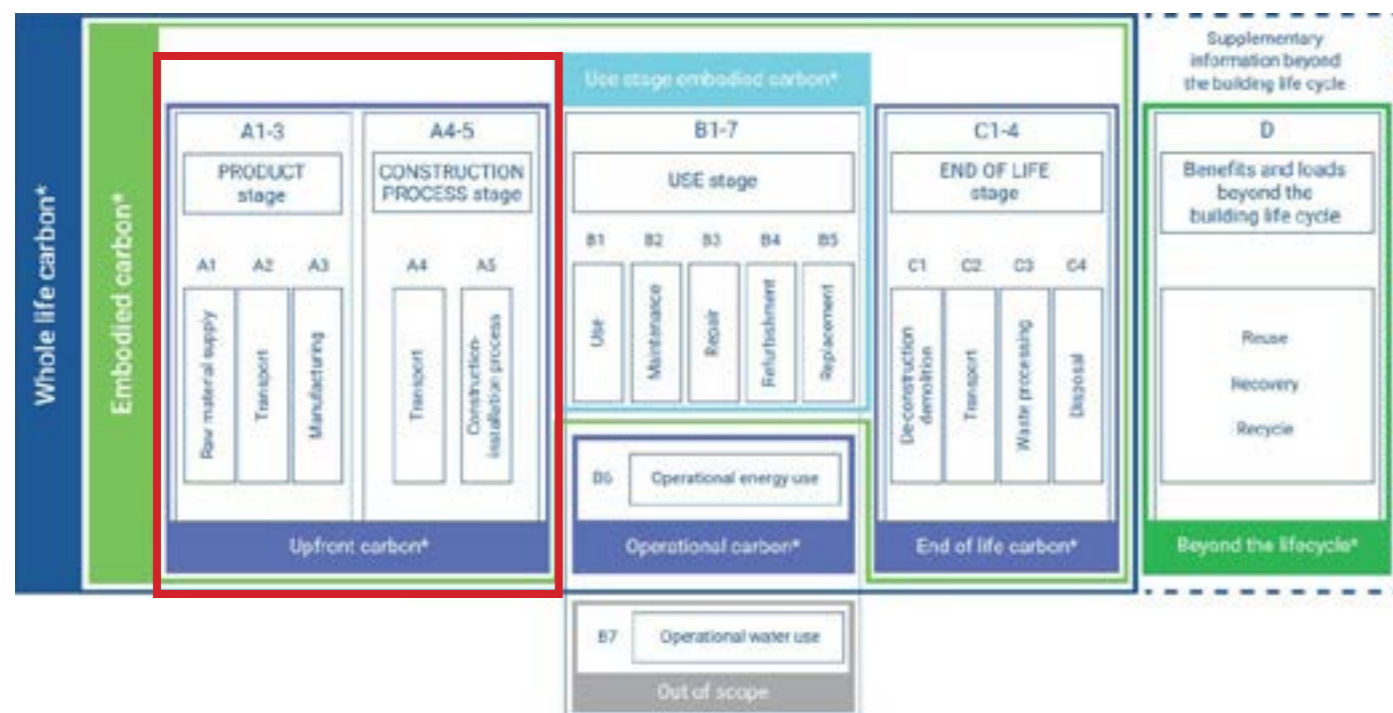 Whole life carbon*
Embodied carbon*
A1-3
PRODUCT
stage
A1
A2
A3
Raw material supply
Transport
Manufacturing
A4-5
CONSTRUCTION
PROCESS stage
A4
A5
Transport
Construction-
installation process
Upfront carbon*
Use stage embodied carbon*
B1-7
USE stage
B1
B2
B3
B4
B5
Use
Maintenance
Repair
Refurbishment
Replacement
B6
Operational energy use
Operational carbon*
B7
Operational water use
Out of scope
C1-4
END OF LIFE
stage
C1
C2
C3
C4
De-construction
demolition
Transport
Waste processing
Disposal
End of life carbon*
Supplementary
information beyond
the building life cycle
D
Benefits and loads
beyond the
building life cycle
Reuse
Recovery
Recycle
Beyond the lifecycle*